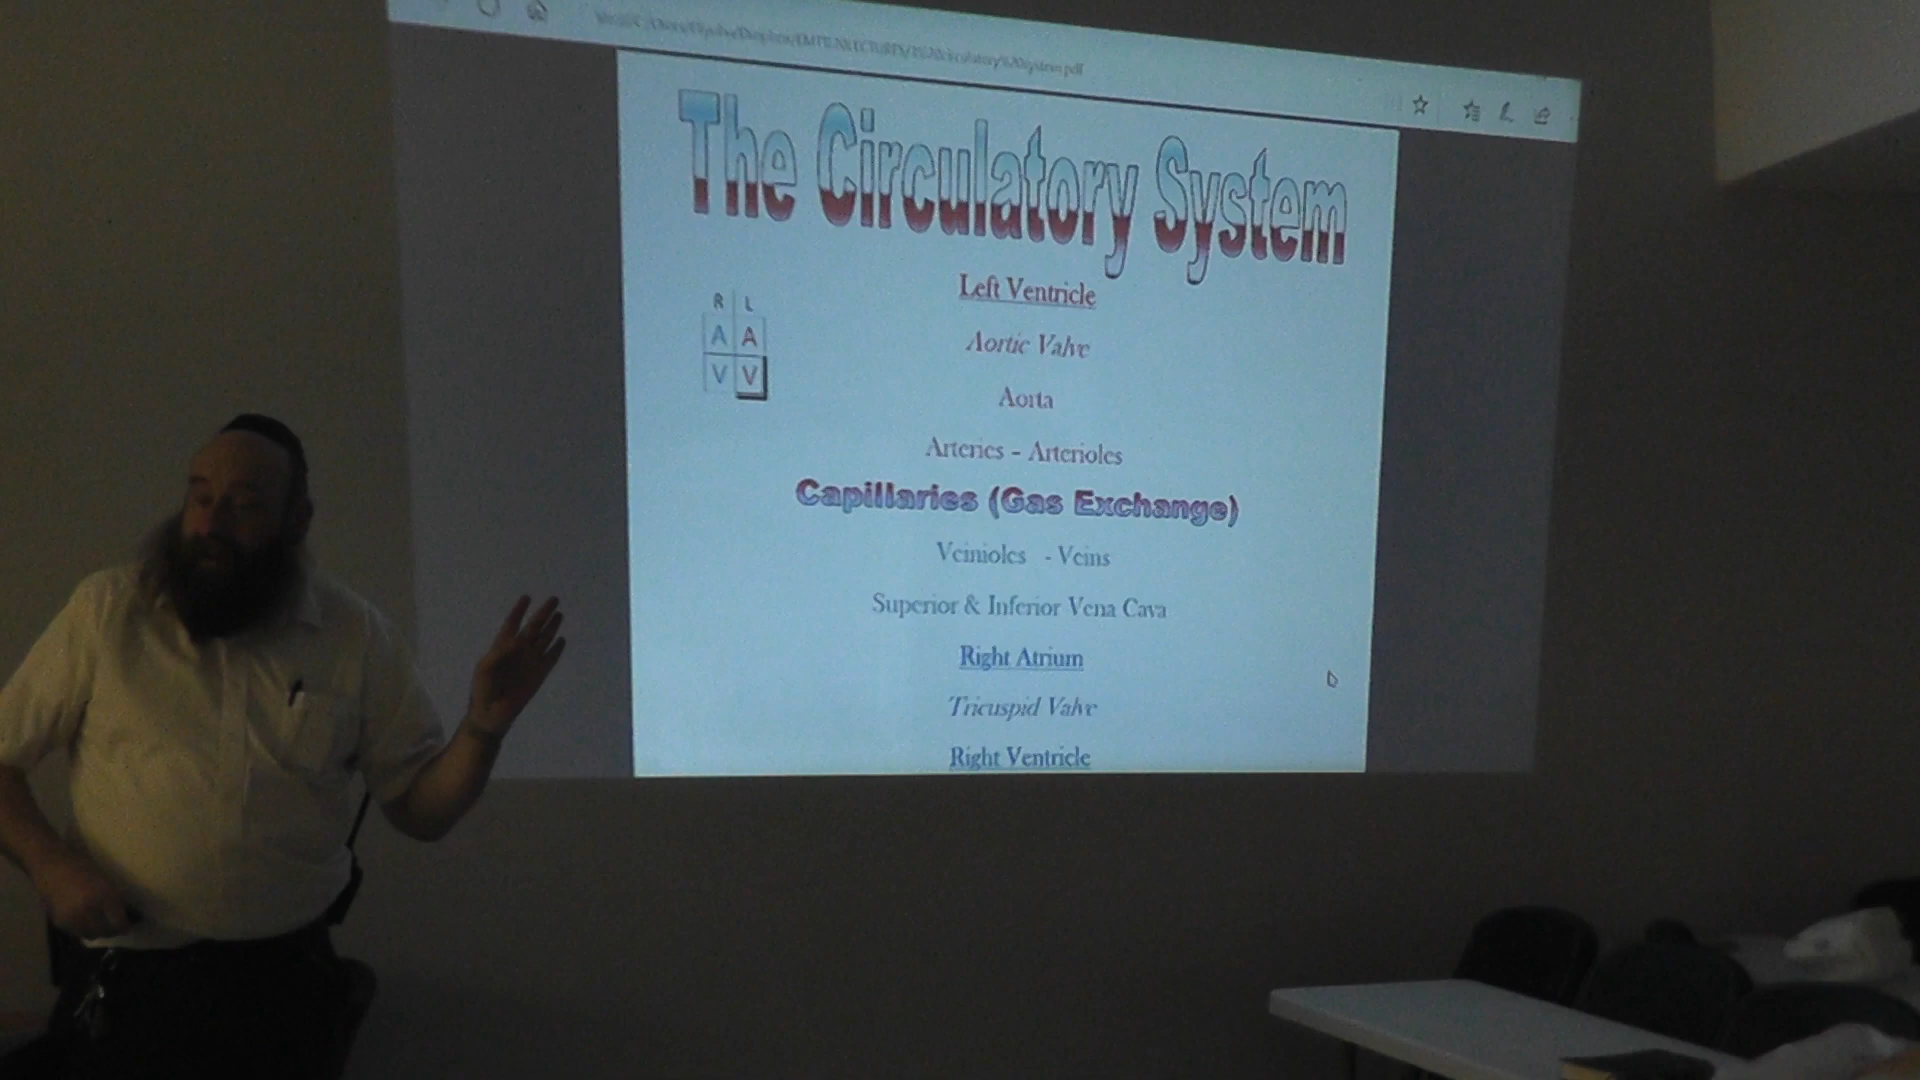 The Circulatory System
Left Ventricle
R L
A A
V V
Aortic Valve
Aorta
Arteries - Arterioles
Capillaries (Gas Exchange)
Veinioles - Veins
Superior & Inferior Vena Cava
Right Atrium
Tricuspid Valve
Right Ventricle